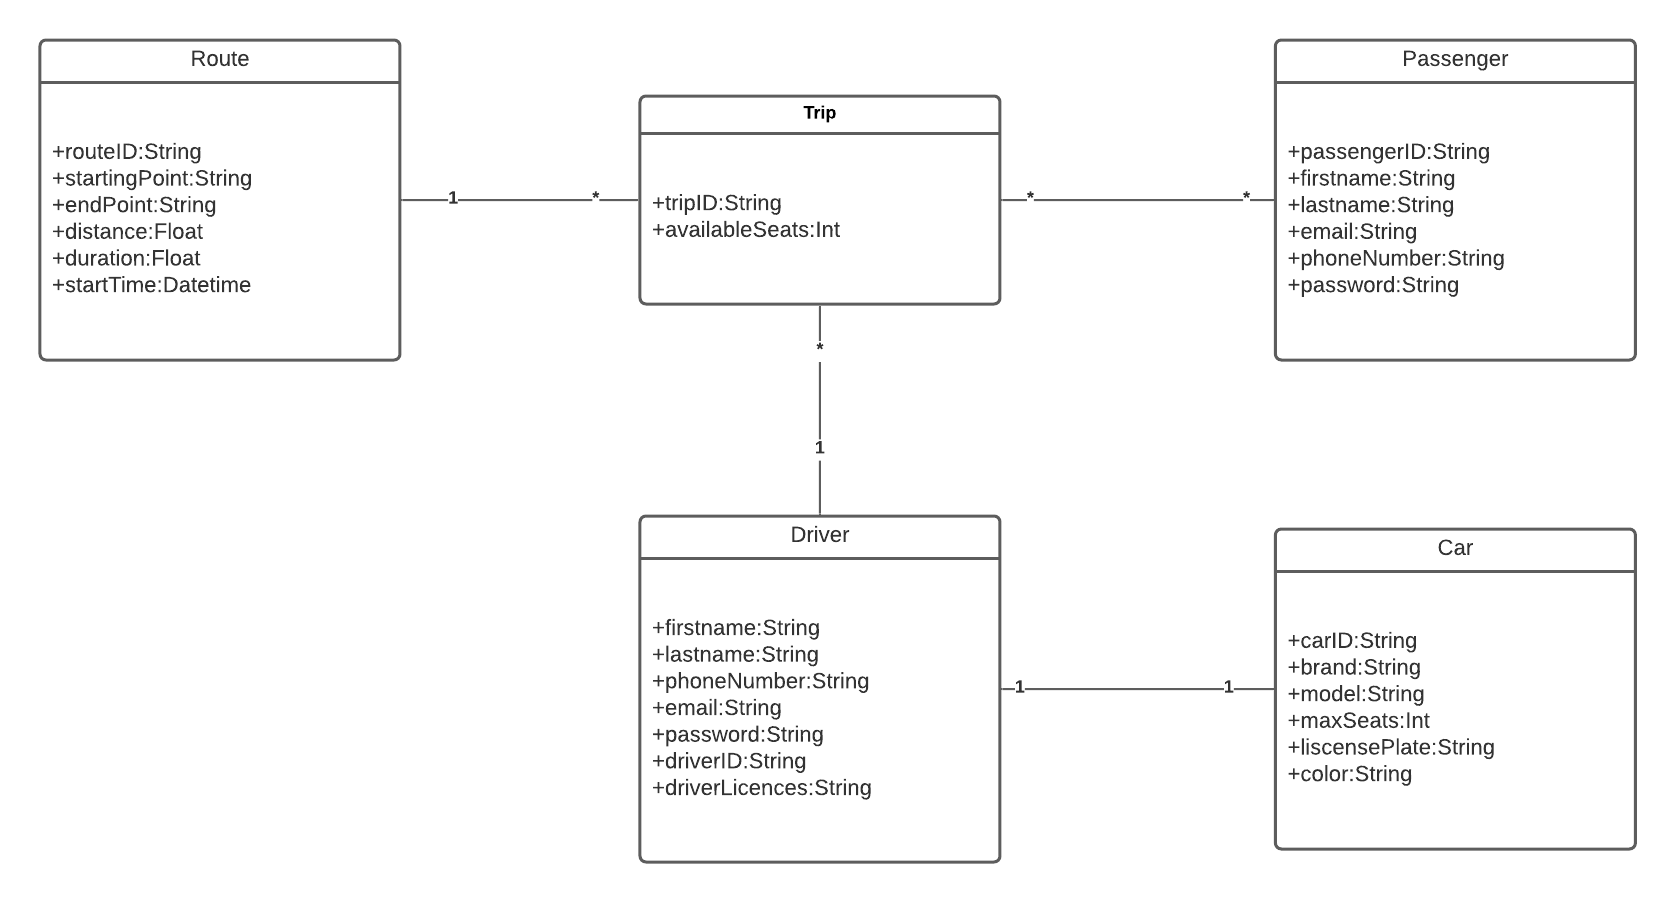 Route
+routeID:String
+startingPoint:String
+endPoint:String
+distance:Float
+duration:Float
+startTime:Datetime
1
*
Trip
+tripID:String
+availableSeats:Int
*
*
Passenger
+passengerID:String
+firstname:String
+lastname:String
+email:String
+phoneNumber:String
+password:String
*
1
Driver
+firstname:String
+lastname:String
+phoneNumber:String
+email:String
+password:String
+driverID:String
+driverLicences:String
1
1
Car
+carID:String
+brand:String
+model:String
+maxSeats:Int
+liscensePlate:String
+color:String